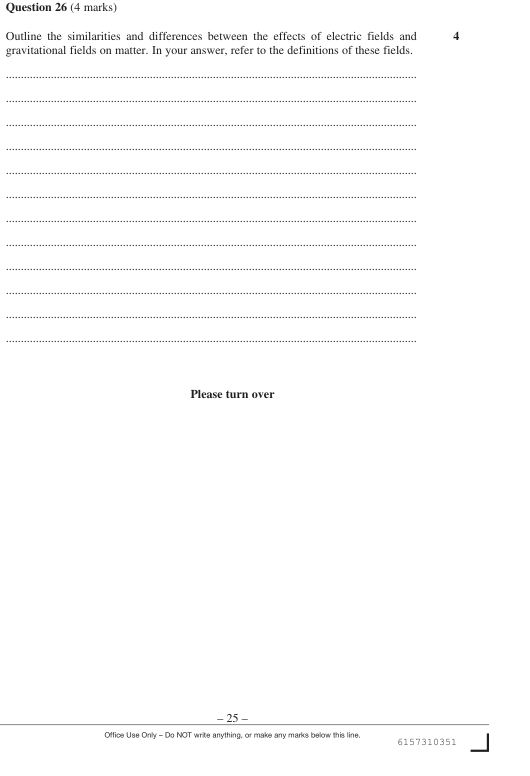 Question 26 (4 marks)
Outline the similarities and differences between the effects of electric fields and 4
gravitational fields on matter. In your answer, refer to the definitions of these fields.
Please turn over
– 25 –
Office Use Only – Do NOT write anything, or make any marks below this line.
6157310351